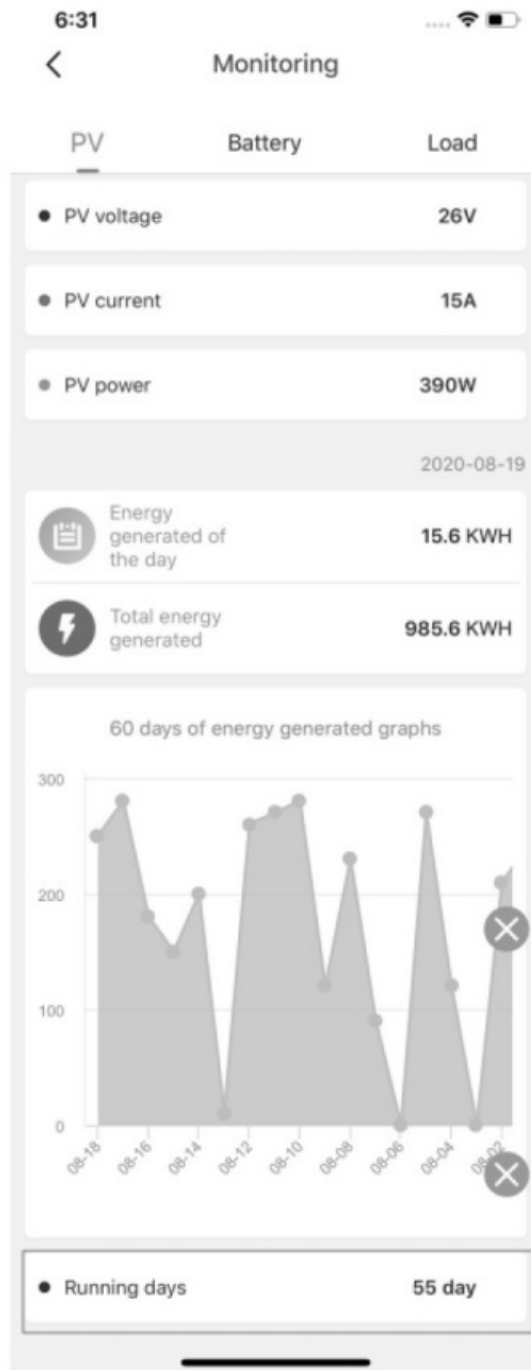 6:31
Monitoring
PV Battery Load
PV voltage 26V
PV current 15A
PV power 390W
2020-08-19
Energy
generated of
the day
15.6 KWH
Total energy
generated
985.6 KWH
60 days of energy generated graphs
300
200
100
0
08-18 08-16 08-14 08-12 08-10 08-08 08-06 08-04 08-02
Running days 55 day